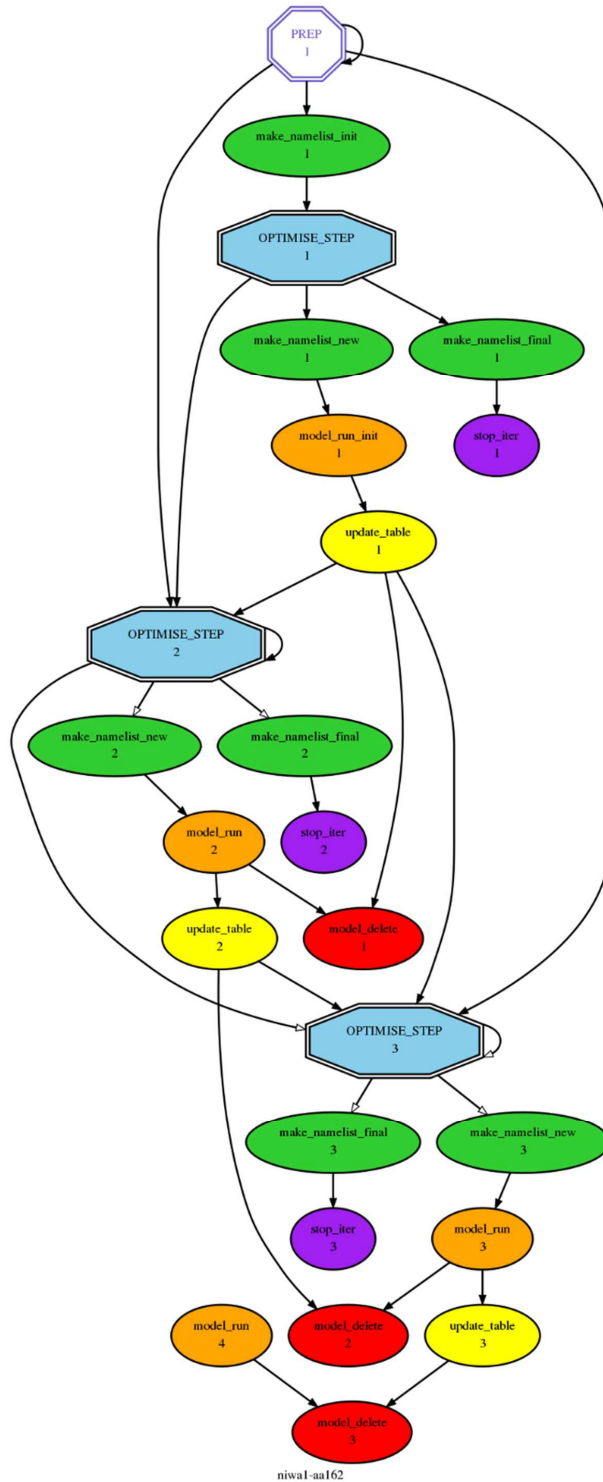 PREP
1
make_namelist_init
1
OPTIMISE_STEP
1
make_namelist_new
1
make_namelist_final
1
model_run_init
1
stop_iter
1
update_table
1
OPTIMISE_STEP
2
make_namelist_new
2
make_namelist_final
2
model_run
2
stop_iter
2
update_table
2
model_delete
1
OPTIMISE_STEP
3
make_namelist_final
3
make_namelist_new
3
stop_iter
3
model_run
3
model_run
4
model_delete
2
update_table
3
model_delete
3
niwa1-aa162